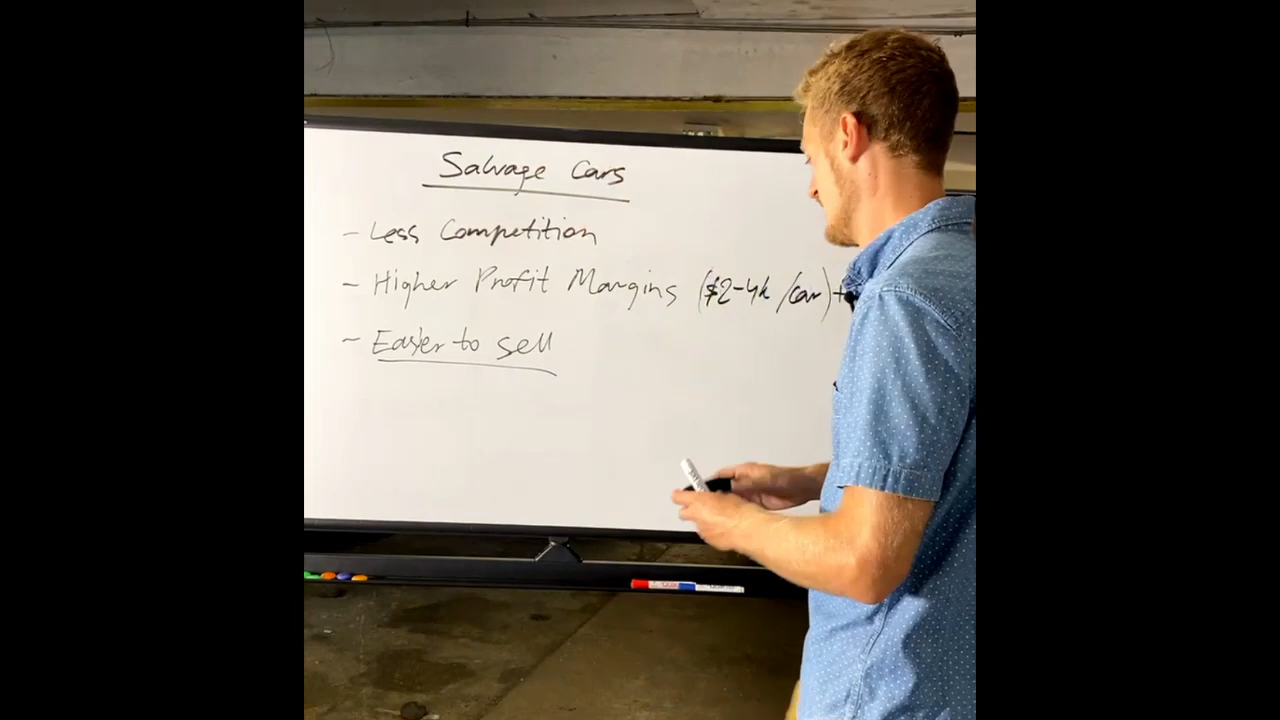 Salvage Cars
- Less Competition
- Higher Profit Margins ($2-4k /car) +
- Easier to sell